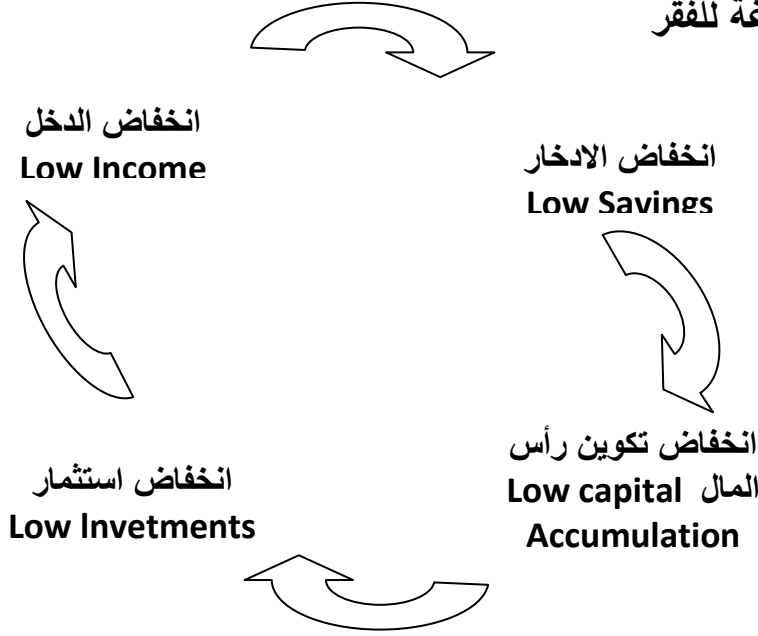 للفقر
انخفاض الدخل
Low Income
انخفاض الادخار
Low Savings
انخفاض تكوين رأس
المال Low capital
Accumulation
انخفاض استثمار
Low Invetments